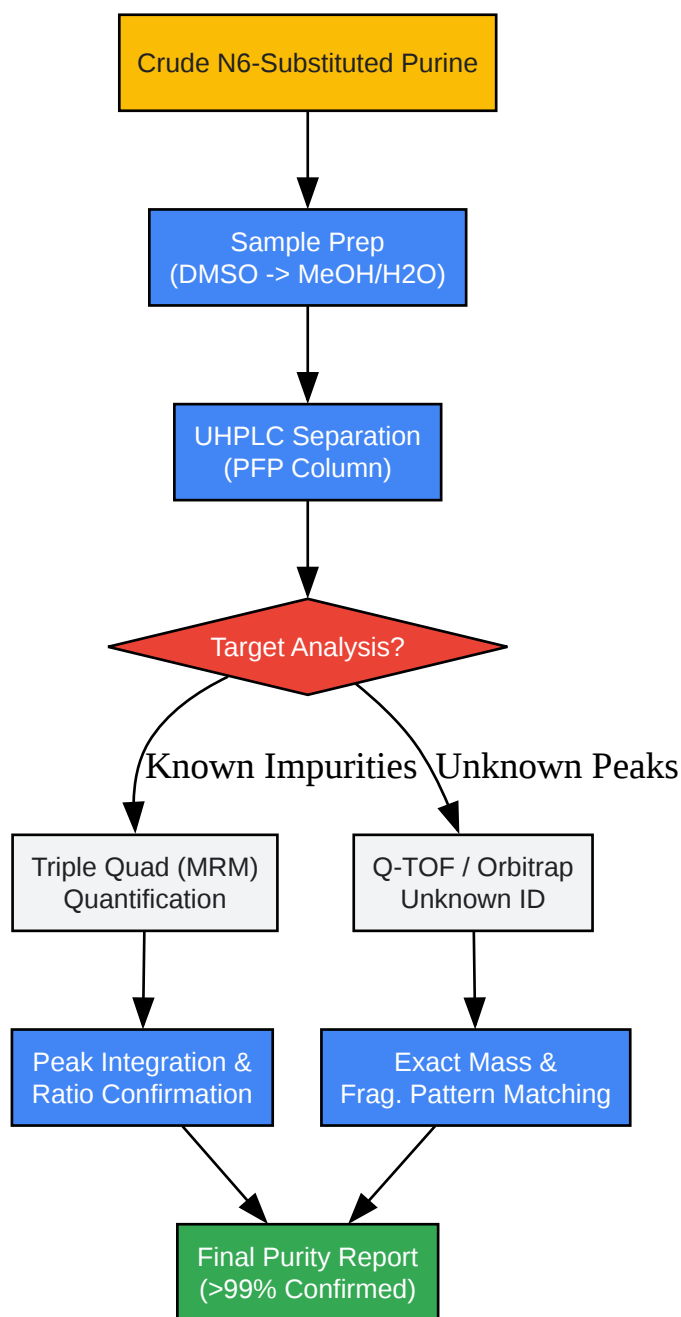 Crude N6-Substituted Purine
Sample Prep
(DMSO -> MeOH/H2O)
UHPLC Separation
(PFP Column)
Target Analysis?
Known Impurities
Unknown Peaks
Triple Quad (MRM)
Quantification
Q-TOF / Orbitrap
Unknown ID
Peak Integration &
Ratio Confirmation
Exact Mass &
Frag. Pattern Matching
Final Purity Report
(>99% Confirmed)